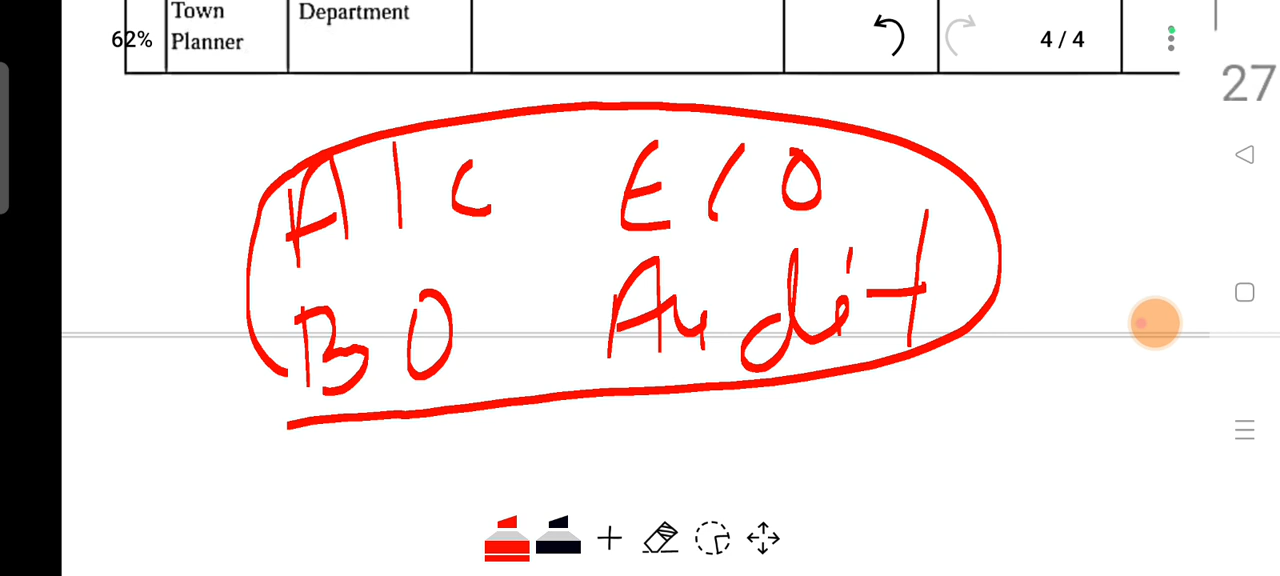 Town Department
62% Planner 4 / 4
27
A/C E/O
BO Audit